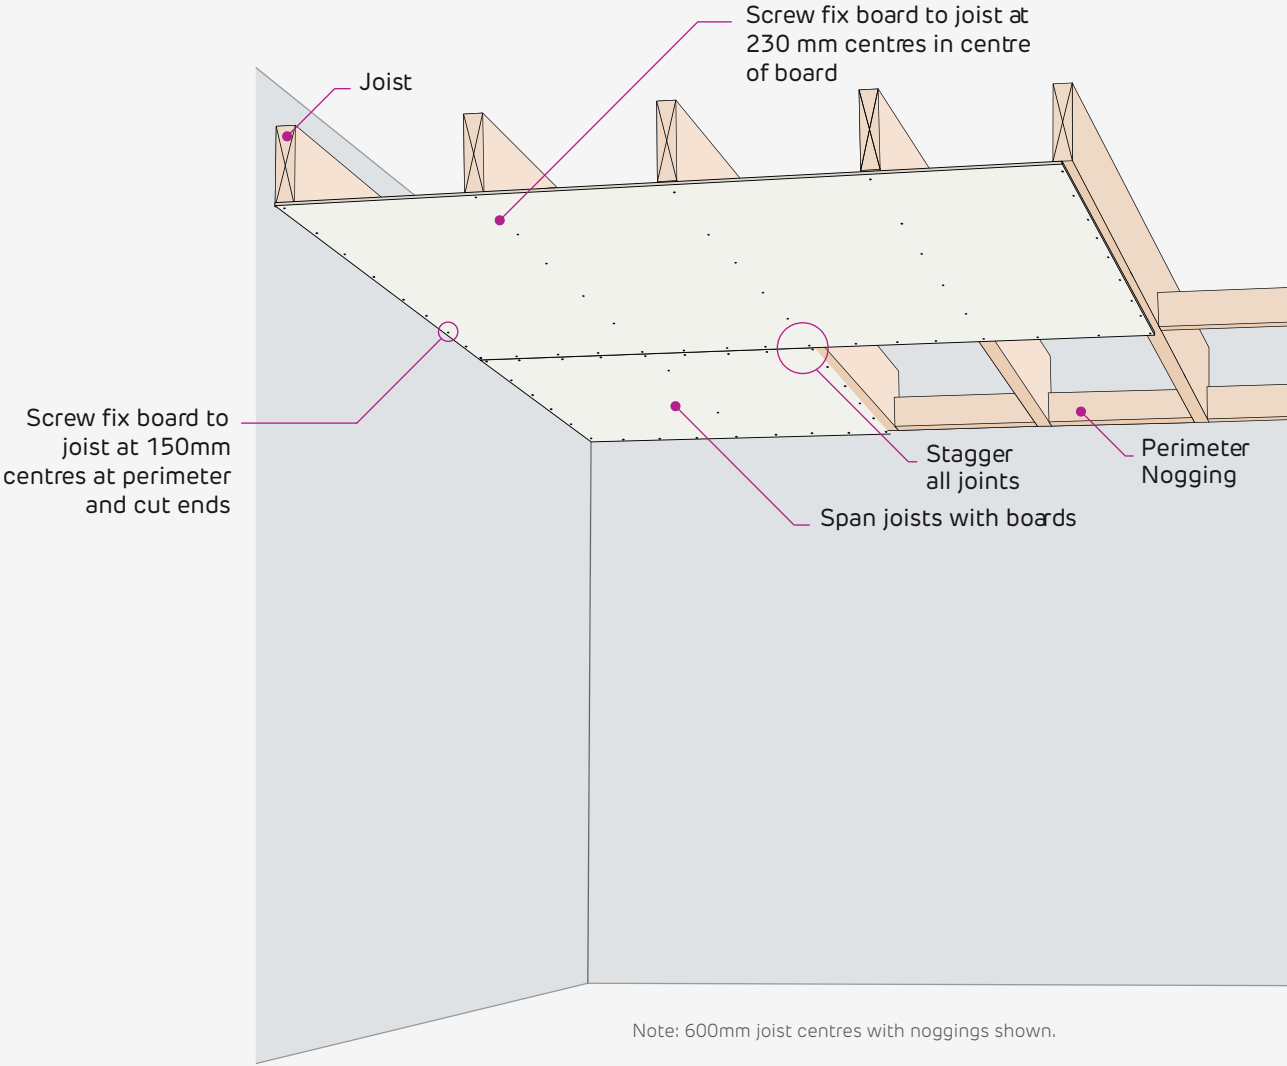 Screw fix board to joist at
230 mm centres in centre
of board
Joist
Screw fix board to
joist at 150mm
centres at perimeter
and cut ends
Stagger
all joints
Perimeter
Nogging
Span joists with boards
Note: 600mm joist centres with noggings shown.